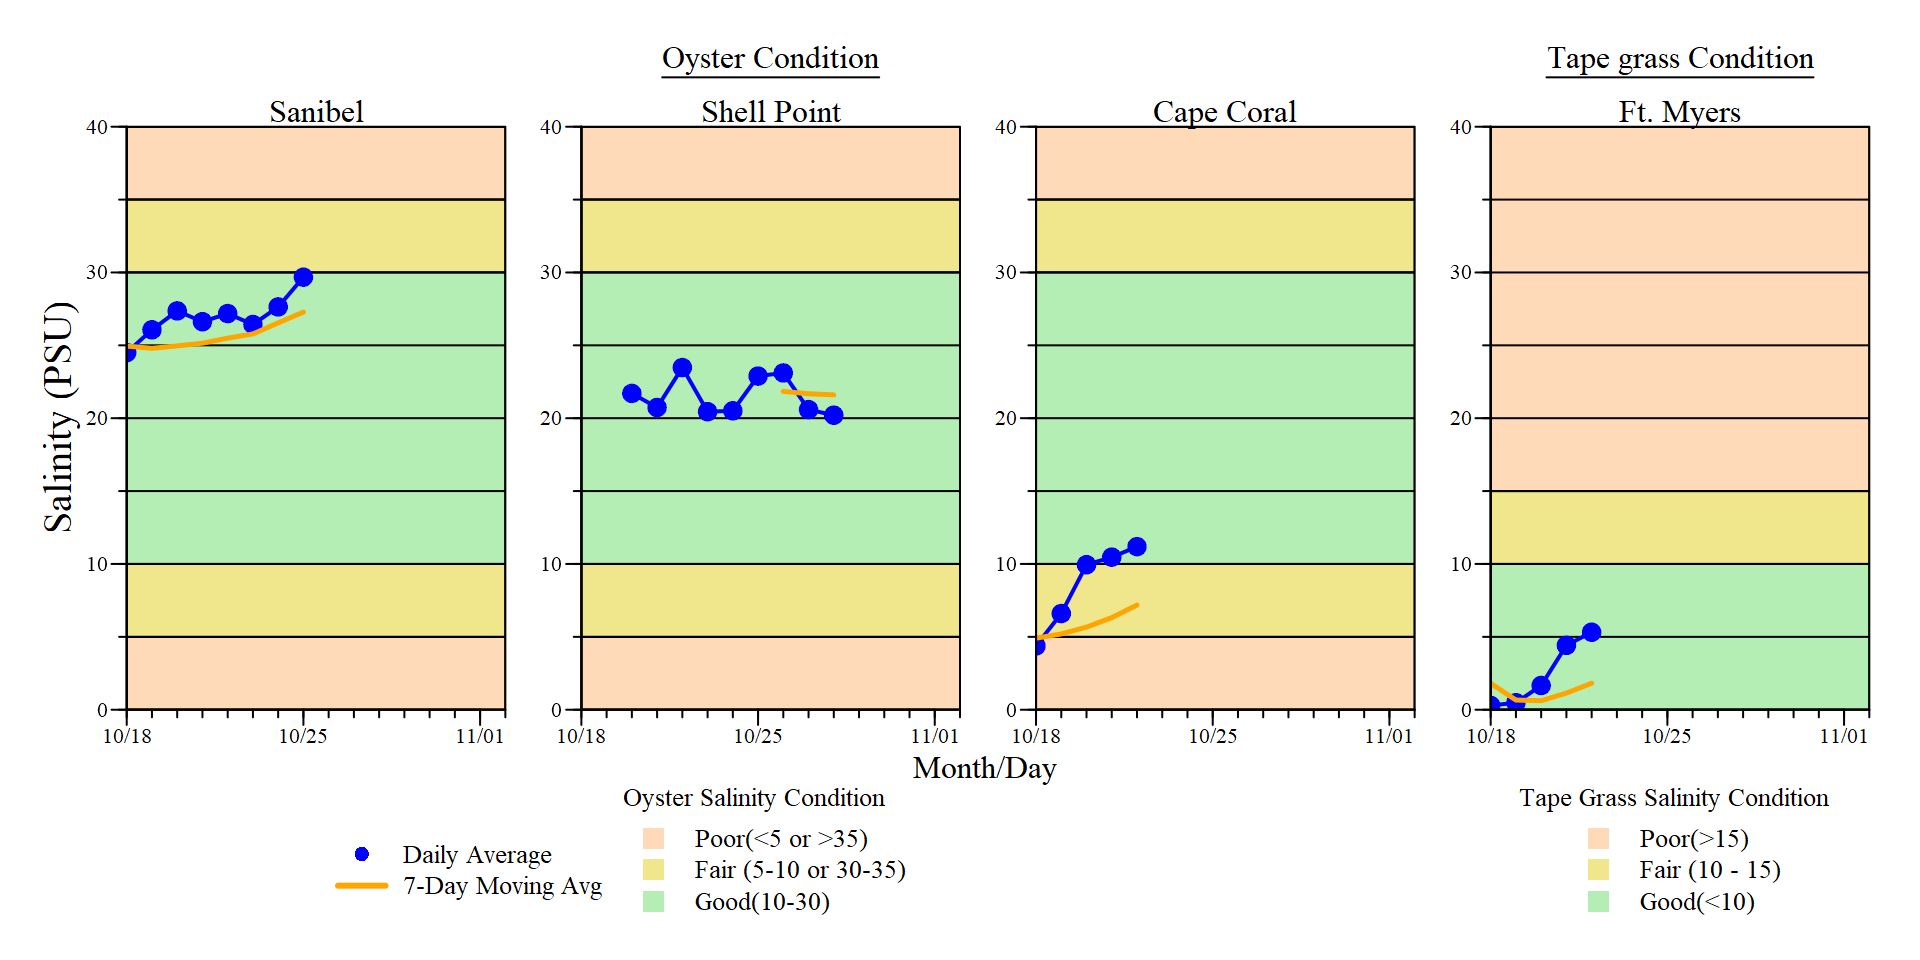 Oyster Condition
Tape grass Condition
Sanibel
Shell Point
Cape Coral
Ft. Myers
Salinity (PSU)
40
30
20
10
0
10/18
10/25
11/01
40
30
20
10
0
10/18
10/25
11/01
40
30
20
10
0
10/18
10/25
11/01
40
30
20
10
0
10/18
10/25
11/01
Month/Day
Daily Average
7-Day Moving Avg
Oyster Salinity Condition
Poor(<5 or >35)
Fair (5-10 or 30-35)
Good(10-30)
Tape Grass Salinity Condition
Poor(>15)
Fair (10 - 15)
Good(<10)